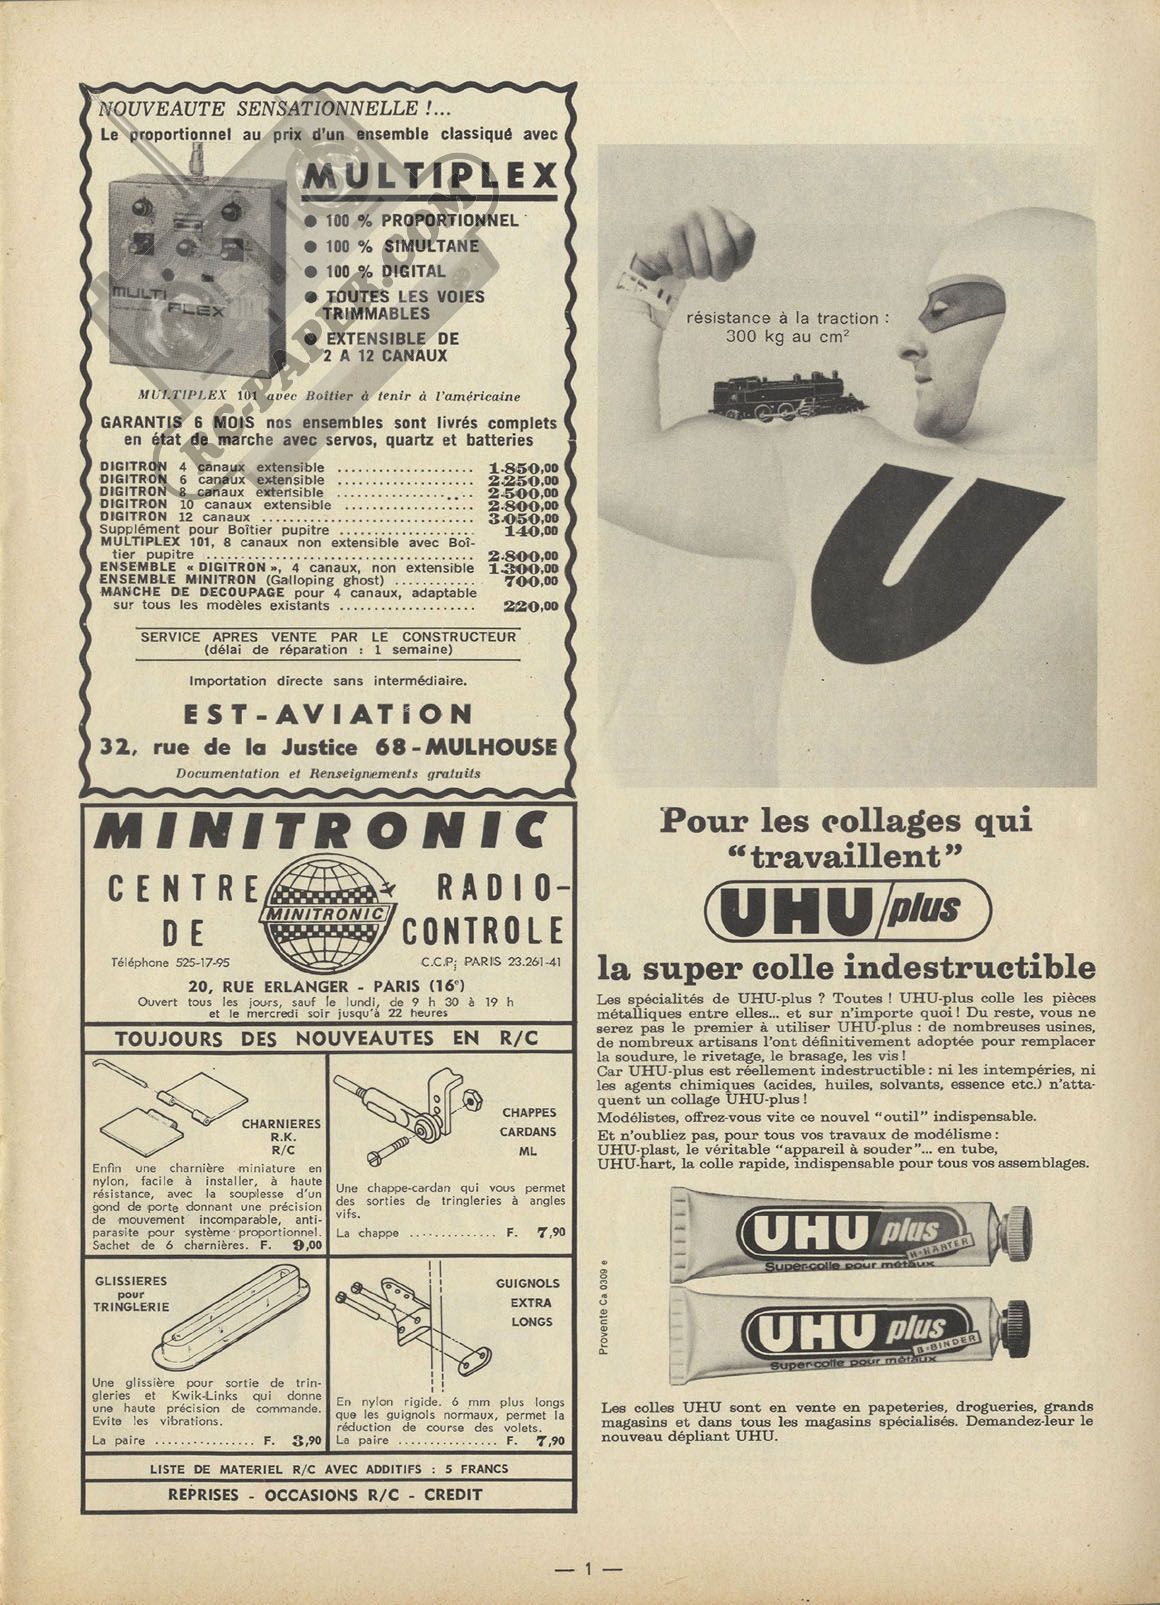 NOUVEAUTE SENSATIONNELLE !...
Le proportionnel au prix d'un ensemble classiqué avec
MULTIPLEX
● 100 % PROPORTIONNEL
● 100 % SIMULTANE
● 100 % DIGITAL
● TOUTES LES VOIES
TRIMMABLES
● EXTENSIBLE DE
2 A 12 CANAUX
MULTI
PLEX
RC-PAPER.COM
MULTIPLEX 101 avec Boîtier à tenir à l'américaine
GARANTIS 6 MOIS nos ensembles sont livrés complets
en état de marche avec servos, quartz et batteries
DIGITRON 4 canaux extensible .................... 1.850,00
DIGITRON 6 canaux extensible .................... 2.250,00
DIGITRON 8 canaux extensible .................... 2.500,00
DIGITRON 10 canaux extensible ................... 2.800,00
DIGITRON 12 canaux ............................... 3.050,00
Supplément pour Boîtier pupitre .................... 140,00
MULTIPLEX 101, 8 canaux non extensible avec Boî-
tier pupitre ....................................... 2.800,00
ENSEMBLE « DIGITRON », 4 canaux, non extensible 1.300,00
ENSEMBLE MINITRON (Galloping ghost) ............ 700,00
MANCHE DE DECOUPAGE pour 4 canaux, adaptable
sur tous les modèles existants .................... 220,00
SERVICE APRES VENTE PAR LE CONSTRUCTEUR
(délai de réparation : 1 semaine)
Importation directe sans intermédiaire.
EST-AVIATION
32, rue de la Justice 68-MULHOUSE
Documentation et Renseignements gratuits
MINITRONIC
CENTRE RADIO-
MINITRONIC
DE CONTROLE
Téléphone 525-17-95 C.C.P. PARIS 23.261-41
20, RUE ERLANGER - PARIS (16e)
Ouvert tous les jours, sauf le lundi, de 9 h 30 à 19 h
et le mercredi soir jusqu'à 22 heures
TOUJOURS DES NOUVEAUTES EN R/C
CHARNIERES
R.K.
R/C
Enfin une charnière miniature en
nylon, facile à installer, à haute
résistance, avec la souplesse d'un
gond de porte donnant une précision
de mouvement incomparable, anti-
parasite pour système proportionnel.
Sachet de 6 charnières. F. 9,00
CHAPPES
CARDANS
ML
Une chappe-cardan qui vous permet
des sorties de tringleries à angles
vifs.
La chappe .............. F. 7,90
GLISSIERES
pour
TRINGLERIE
Une glissière pour sortie de trin-
gleries et Kwik-Links qui donne
une haute précision de commande.
Evite les vibrations.
La paire ................ F. 3,90
GUIGNOLS
EXTRA
LONGS
En nylon rigide. 6 mm plus longs
que les guignols normaux, permet la
réduction de course des volets.
La paire ................ F. 7,90
LISTE DE MATERIEL R/C AVEC ADDITIFS : 5 FRANCS
REPRISES - OCCASIONS R/C - CREDIT
résistance à la traction :
300 kg au cm²
U
Pour les collages qui
"travaillent"
UHU/plus
la super colle indestructible
Les spécialités de UHU-plus ? Toutes ! UHU-plus colle les pièces
métalliques entre elles... et sur n'importe quoi ! Du reste, vous ne
serez pas le premier à utiliser UHU-plus : de nombreuses usines,
de nombreux artisans l'ont définitivement adoptée pour remplacer
la soudure, le rivetage, le brasage, les vis !
Car UHU-plus est réellement indestructible : ni les intempéries, ni
les agents chimiques (acides, huiles, solvants, essence etc.) n'atta-
quent un collage UHU-plus !
Modélistes, offrez-vous vite ce nouvel "outil" indispensable.
Et n'oubliez pas, pour tous vos travaux de modélisme :
UHU-plast, le véritable "appareil à souder"... en tube,
UHU-hart, la colle rapide, indispensable pour tous vos assemblages.
UHU plus
H=HÄRTER
Super-colle pour métaux
UHU plus
B=BINDER
Super-colle pour métaux
Provente Ca 0309 e
Les colles UHU sont en vente en papeteries, drogueries, grands
magasins et dans tous les magasins spécialisés. Demandez-leur le
nouveau dépliant UHU.
— 1 —